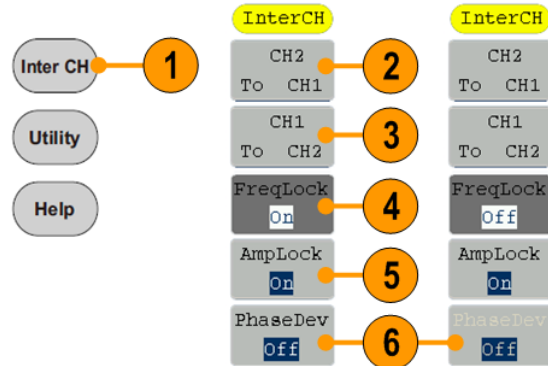 InterCH
InterCH
Inter CH
1
CH2
To CH1
2
CH2
To CH1
Utility
CH1
To CH2
3
CH1
To CH2
Help
FreqLock
On
4
FreqLock
Off
AmpLock
On
5
AmpLock
On
PhaseDev
Off
6
PhaseDev
Off